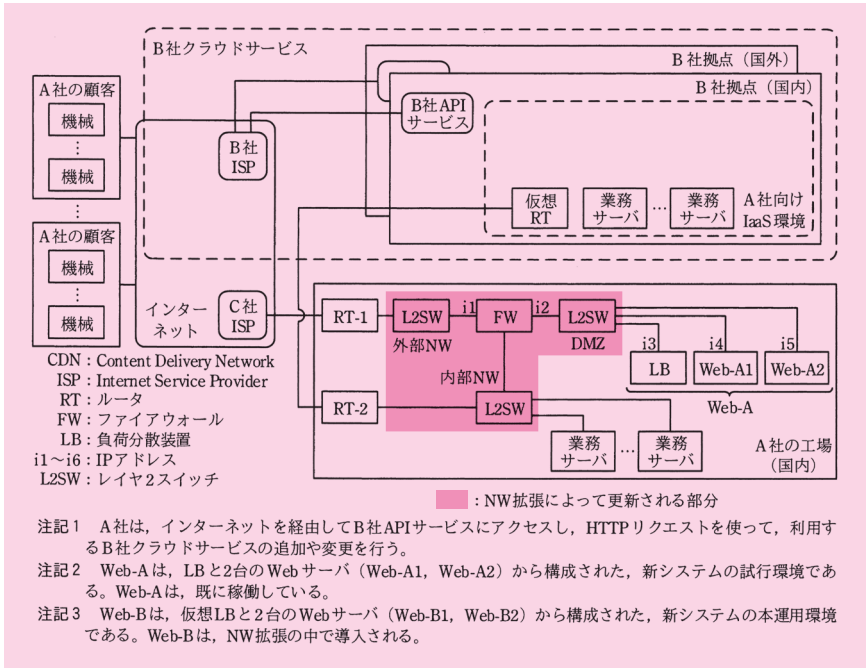 B社クラウドサービス
B社拠点（国外）
B社拠点（国内）
A社の顧客
機械
⋮
機械
⋮
A社の顧客
機械
⋮
機械
B社
ISP
B社API
サービス
仮想
RT
業務
サーバ
…
業務
サーバ
A社向け
IaaS環境
インター
ネット
C社
ISP
RT-1
L2SW
外部NW
i1
FW
i2
L2SW
DMZ
i3
LB
i4
Web-A1
i5
Web-A2
Web-A
内部NW
RT-2
L2SW
業務
サーバ
…
業務
サーバ
A社の工場
（国内）
CDN：Content Delivery Network
ISP：Internet Service Provider
RT：ルータ
FW：ファイアウォール
LB：負荷分散装置
i1～i6：IPアドレス
L2SW：レイヤ2スイッチ
：NW拡張によって更新される部分
注記1　A社は，インターネットを経由してB社APIサービスにアクセスし，HTTPリクエストを使って，利用す
るB社クラウドサービスの追加や変更を行う。
注記2　Web-Aは，LBと2台のWebサーバ（Web-A1，Web-A2）から構成された，新システムの試行環境であ
る。Web-Aは，既に稼働している。
注記3　Web-Bは，仮想LBと2台のWebサーバ（Web-B1，Web-B2）から構成された，新システムの本運用環境
である。Web-Bは，NW拡張の中で導入される。